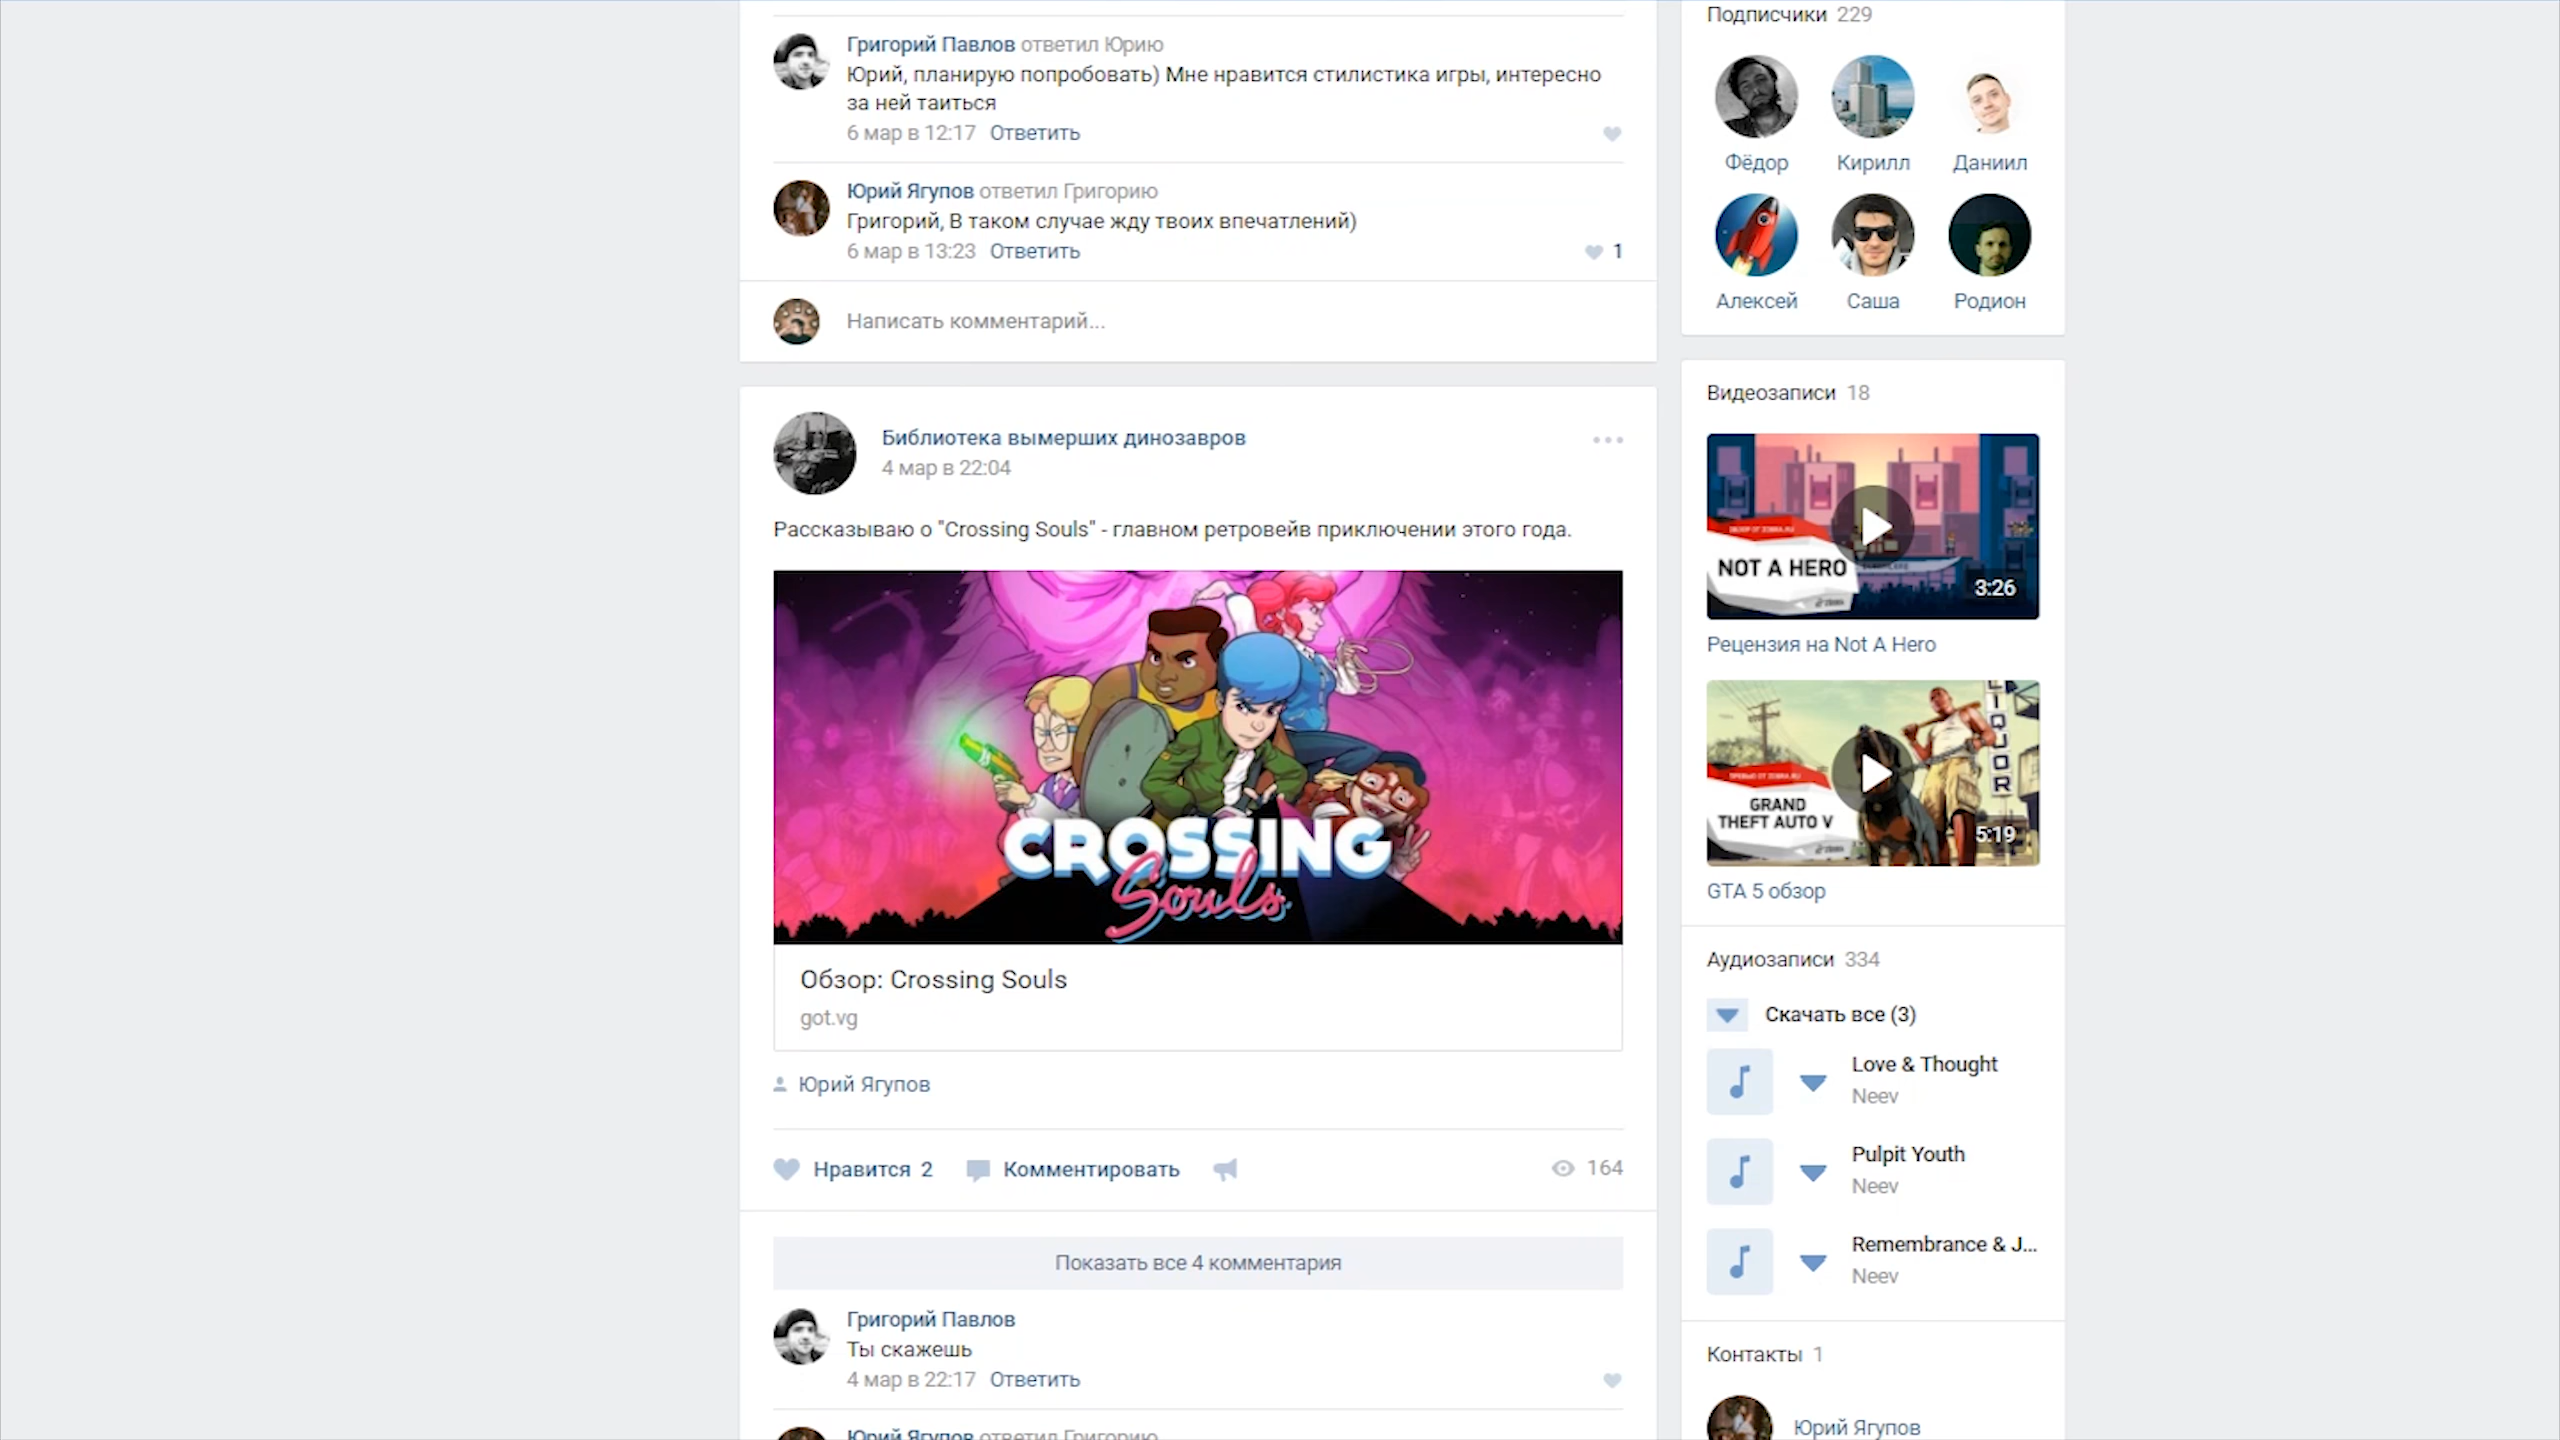 Григорий Павлов ответил Юрию
Юрий, планирую попробовать) Мне нравится стилистика игры, интересно
за ней таиться
6 мар в 12:17 Ответить
Юрий Ягупов ответил Григорию
Григорий, В таком случае жду твоих впечатлений)
6 мар в 13:23 Ответить
1
Написать комментарий...
Библиотека вымерших динозавров
4 мар в 22:04
Рассказываю о "Crossing Souls" - главном ретровейв приключении этого года.
CROSSING
Souls
Обзор: Crossing Souls
got.vg
Юрий Ягупов
Нравится 2 Комментировать 164
Показать все 4 комментария
Григорий Павлов
Ты скажешь
4 мар в 22:17 Ответить
Юрий Ягупов ответил Григорию
Подписчики 229
Фёдор Кирилл Даниил
Алексей Саша Родион
Видеозаписи 18
NOT A HERO
3:26
Рецензия на Not A Hero
LIQUOR
GRAND
THEFT AUTO V
5:19
GTA 5 обзор
Аудиозаписи 334
Скачать все (3)
Love & Thought
Neev
Pulpit Youth
Neev
Remembrance & J...
Neev
Контакты 1
Юрий Ягупов